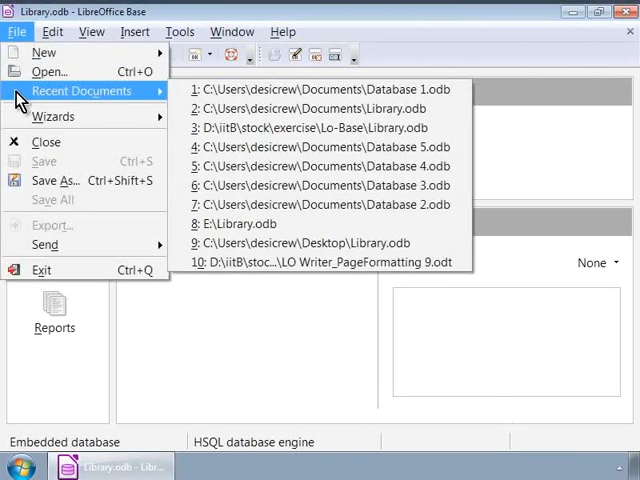 Library.odb - LibreOffice Base
File Edit View Insert Tools Window Help
New
Open... Ctrl+O
Recent Documents
Wizards
Close
Save Ctrl+S
Save As... Ctrl+Shift+S
Save All
Export...
Send
Exit Ctrl+Q
1: C:\Users\desicrew\Documents\Database 1.odb
2: C:\Users\desicrew\Documents\Library.odb
3: D:\iitB\stock\exercise\Lo-Base\Library.odb
4: C:\Users\desicrew\Documents\Database 5.odb
5: C:\Users\desicrew\Documents\Database 4.odb
6: C:\Users\desicrew\Documents\Database 3.odb
7: C:\Users\desicrew\Documents\Database 2.odb
8: E:\Library.odb
9: C:\Users\desicrew\Desktop\Library.odb
10: D:\iitB\stoc...\LO Writer_PageFormatting 9.odt
None
Reports
Embedded database HSQL database engine
Library.odb - Libr...